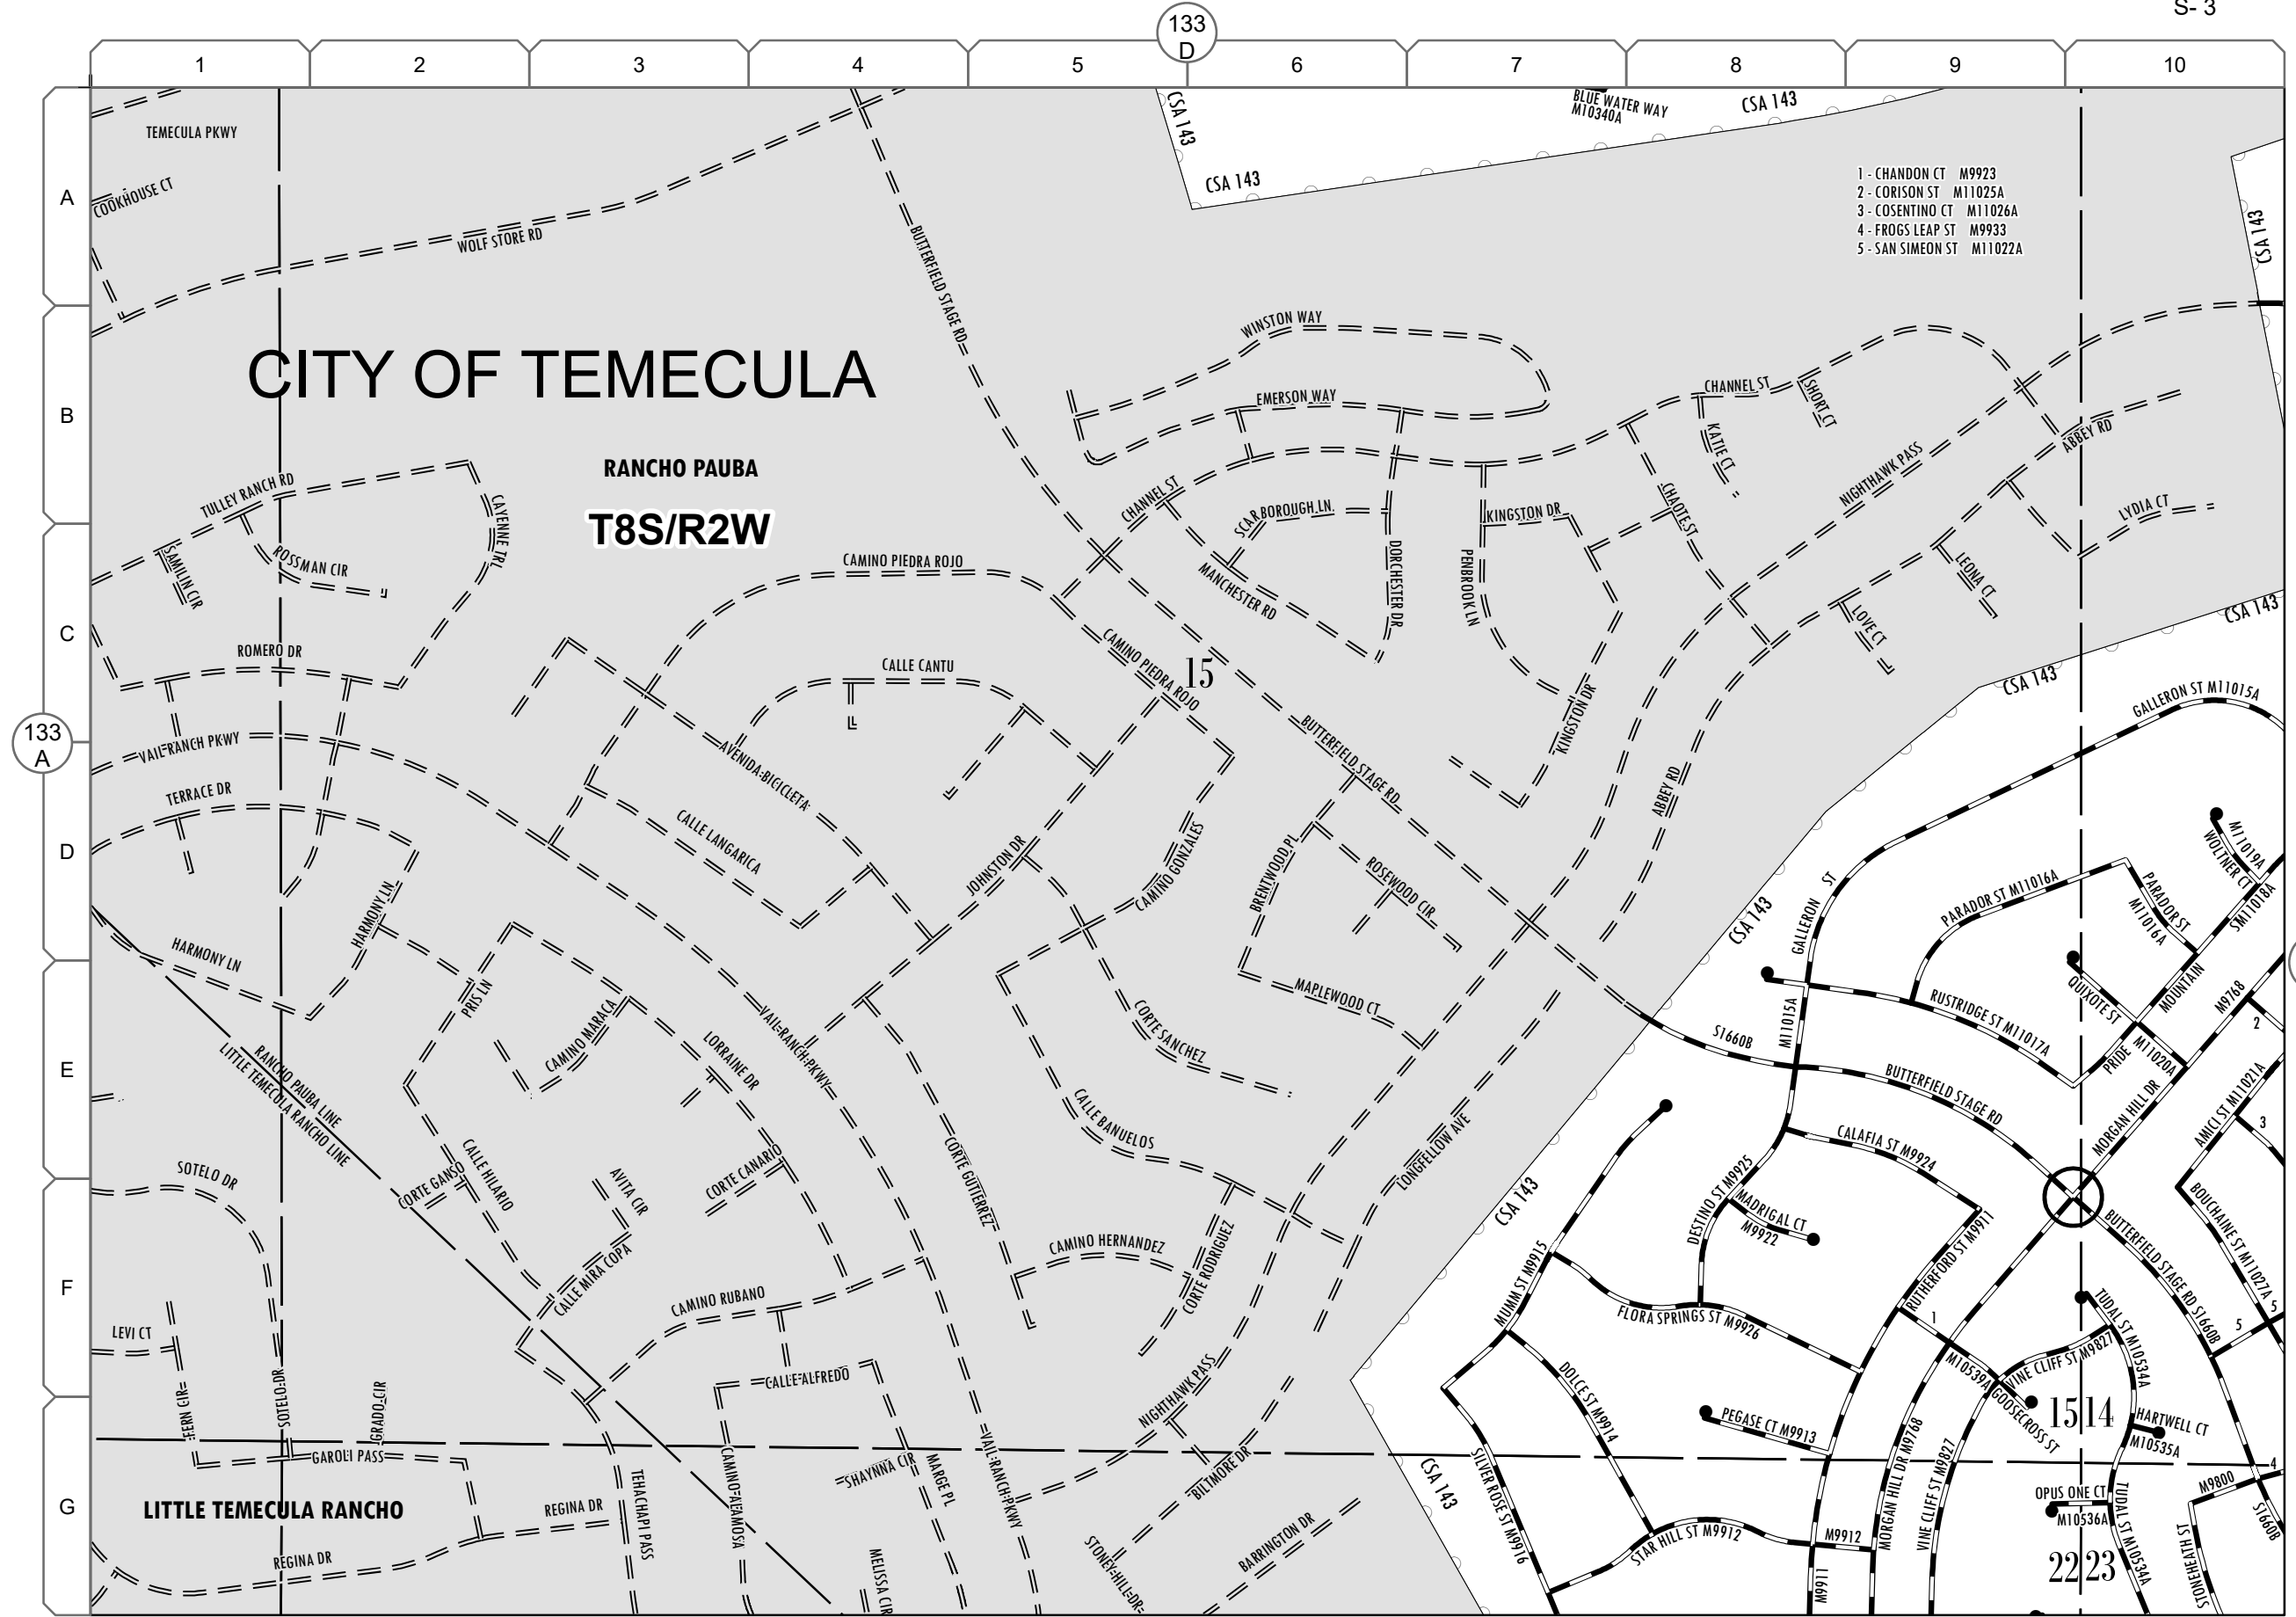 S- 3
133
D
1 2 3 4 5 6 7 8 9 10
A
B
C
D
E
F
G
133
A
TEMECULA PKWY
COOKHOUSE CT
WOLF STORE RD
BUTTERFIELD STAGE RD
CSA 143
CSA 143
BLUE WATER WAY
M10340A
CSA 143
CSA 143
1 - CHANDON CT M9923
2 - CORISON ST M11025A
3 - COSENTINO CT M11026A
4 - FROGS LEAP ST M9933
5 - SAN SIMEON ST M11022A
CITY OF TEMECULA
RANCHO PAUBA
T8S/R2W
WINSTON WAY
EMERSON WAY
CHANNEL ST
SHORT CT
KATIE CT
NIGHTHAWK PASS
ABBEY RD
LYDIA CT
TULLEY RANCH RD
CAYENNE TRL
SAMILIN CIR
ROSSMAN CIR
CHANNEL ST
SCARBOROUGH LN
KINGSTON DR
CHAOTE ST
CAMINO PIEDRA ROJO
MANCHESTER RD
DORCHESTER DR
PENBROOK LN
LEONA CT
LOVE CT
CSA 143
CSA 143
ROMERO DR
CALLE CANTU
CAMINO PIEDRA ROJO
15
KINGSTON DR
GALLERON ST M11015A
VAIL RANCH PKWY
AVENIDA BICICLETA
BUTTERFIELD STAGE RD
ABBEY RD
TERRACE DR
CALLE LANGARICA
JOHNSTON DR
CAMINO GONZALES
BRENTWOOD PL
ROSEWOOD CIR
M11019A
WOLTNER CT
SM11018A
PARADOR ST M11016A
PARADOR ST
M11016A
GALLERON ST
CSA 143
HARMONY LN
HARMONY LN
PRIS LN
CAMINO MARACA
LORRAINE DR
VAIL RANCH PKWY
MAPLEWOOD CT
CORTE SANCHEZ
S1660B
M11015A
RUSTRIDGE ST M11017A
QUIXOTE ST
MOUNTAIN
PRIDE
M11020A
M9768
2
RANCHO PAUBA LINE
LITTLE TEMECULA RANCHO LINE
BUTTERFIELD STAGE RD
MORGAN HILL DR
AMICI ST M11021A
3
CALLE BANUELOS
LONGFELLOW AVE
CALAFIA ST M9924
SOTELO DR
CORTE GANSO
CALLE HILARIO
AVITA CIR
CORTE CANARIO
CORTE GUTIERREZ
CSA 143
DESTINO ST M9925
MADRIGAL CT
M9922
RUTHERFORD ST M9911
BOUCHAINE ST M11027A
BUTTERFIELD STAGE RD S1660B
CAMINO HERNANDEZ
CORTE RODRIGUEZ
MUMM ST M9915
CALLE MIRA COPA
CAMINO RUBANO
FLORA SPRINGS ST M9926
1
TUDAL ST M10534A
5
5
LEVI CT
CALLE ALFREDO
NIGHTHAWK PASS
DOLCE ST M9914
M10539A
GOOSECROSS ST
VINE CLIFF ST M9827
FERN CIR
SOTELO DR
GRADO CIR
15 14
HARTWELL CT
M10535A
PEGASE CT M9913
GAROLI PASS
SHAYNNA CIR
MARGE PL
VAIL RANCH PKWY
BILTMORE DR
CSA 143
SILVER ROSE ST M9916
MORGAN HILL DR M9768
VINE CLIFF ST M9827
OPUS ONE CT
M10536A
M9800
4
LITTLE TEMECULA RANCHO
REGINA DR
TEHACHAPI PASS
CAMINO ALAMOSA
BARRINGTON DR
STAR HILL ST M9912
M9912
TUDAL ST M10534A
S1660B
STONEHEATH ST
REGINA DR
MELISSA CIR
STONEY HILL DR
M9911
22 23